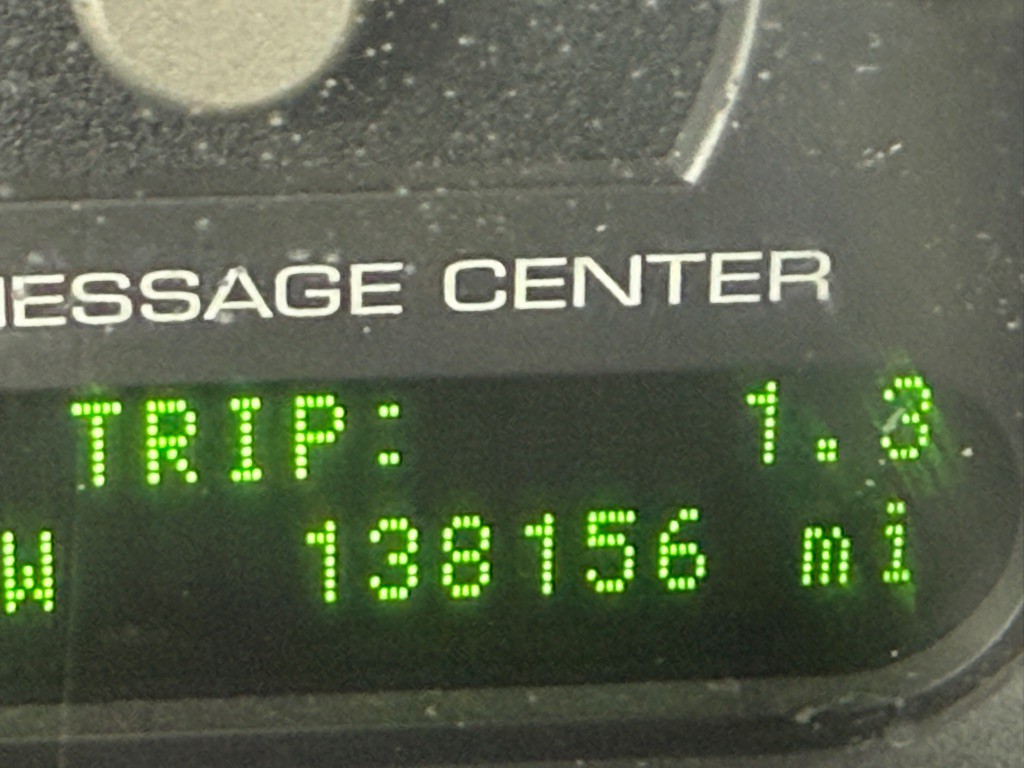 MESSAGE CENTER
TRIP: 1.3
W 138156 mi